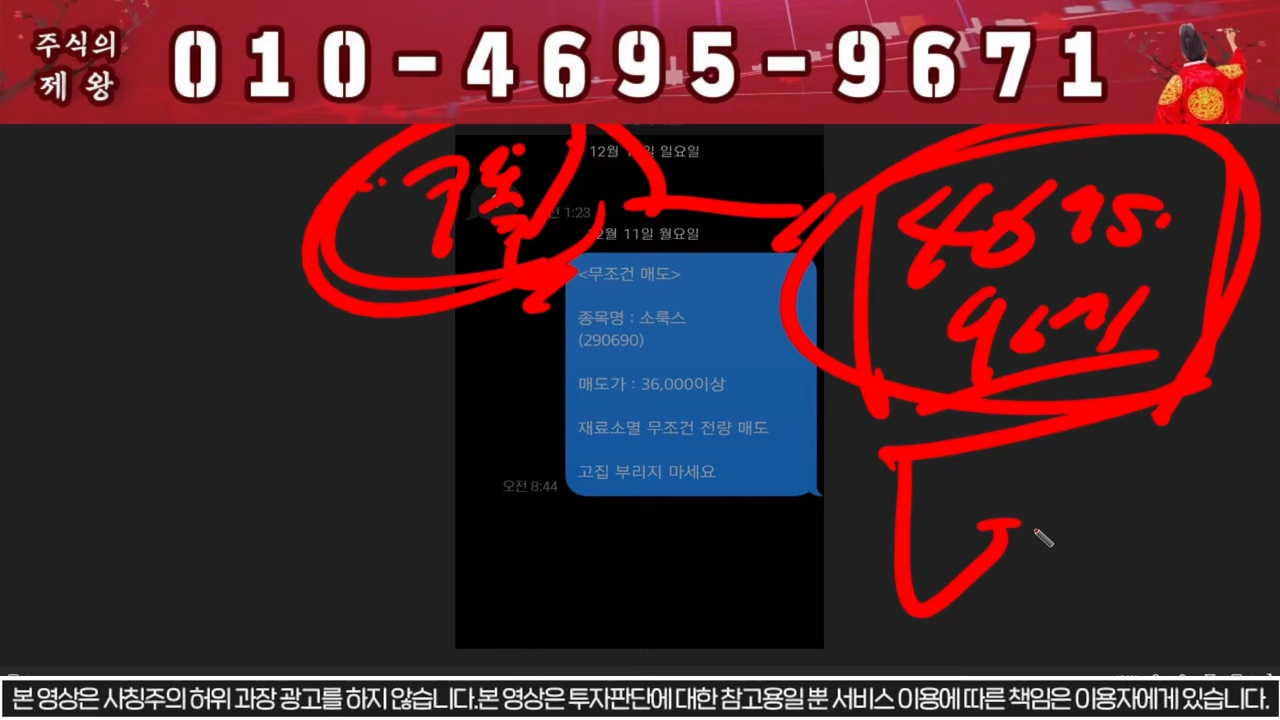 주식의
제왕
010-4695-9671
일요일
1:23
12월 11일 월요일
<무조건 매도>
종목명 : 소룩스
(290690)
매도가 : 36,000이상
재료소멸 무조건 전량 매도
고집 부리지 마세요
오전 8:44
4695.
9671
본 영상은 사칭주의 허위 과장 광고를 하지 않습니다.본 영상은 투자판단에 대한 참고용일 뿐 서비스 이용에 따른 책임은 이용자에게 있습니다.